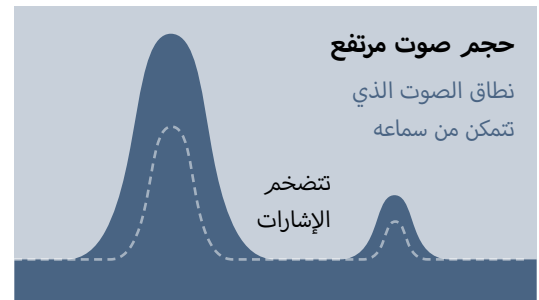 حجم صوت مرتفع
نطاق الصوت الذي
تتمكن من سماعه
تتضخم
الإشارات